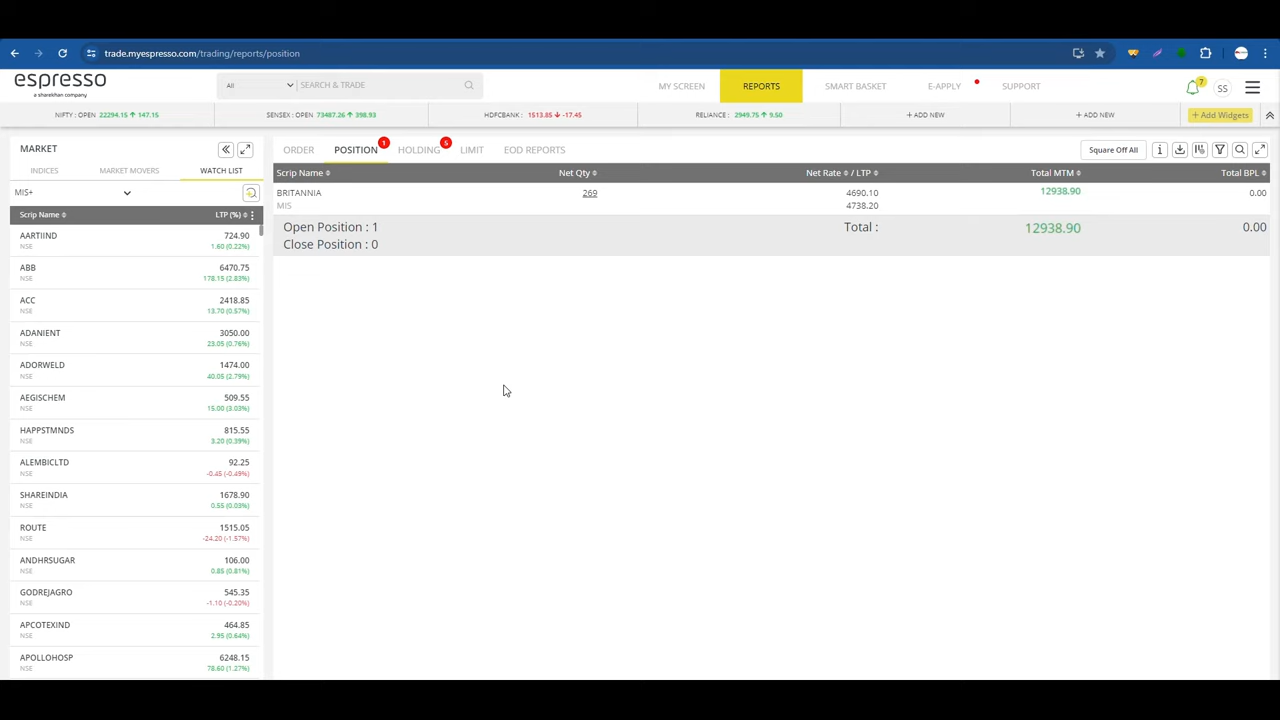 trade.myespresso.com/trading/reports/position
espresso
a sharekhan company
All
SEARCH & TRADE
MY SCREEN
REPORTS
SMART BASKET
E-APPLY
SUPPORT
7
SS
NIFTY : OPEN 22294.15 ↑ 147.15
SENSEX : OPEN 73487.26 ↑ 398.93
HDFCBANK : 1513.85 ↓ -17.45
RELIANCE : 2949.75 ↑ 9.50
+ ADD NEW
+ ADD NEW
+ Add Widgets
MARKET
INDICES
MARKET MOVERS
WATCH LIST
MIS+
Scrip Name
LTP (%)
AARTIIND 724.90
NSE 1.60 (0.22%)
ABB 6470.75
NSE 178.15 (2.83%)
ACC 2418.85
NSE 13.70 (0.57%)
ADANIENT 3050.00
NSE 23.05 (0.76%)
ADORWELD 1474.00
NSE 40.05 (2.79%)
AEGISCHEM 509.55
NSE 15.00 (3.03%)
HAPPSTMNDS 815.55
NSE 3.20 (0.39%)
ALEMBICLTD 92.25
NSE -0.45 (-0.49%)
SHAREINDIA 1678.90
NSE 0.55 (0.03%)
ROUTE 1515.05
NSE -24.20 (-1.57%)
ANDHRSUGAR 106.00
NSE 0.85 (0.81%)
GODREJAGRO 545.35
NSE -1.10 (-0.20%)
APCOTEXIND 464.85
NSE 2.95 (0.64%)
APOLLOHOSP 6248.15
NSE 78.60 (1.27%)
ORDER
POSITION
1
HOLDING
5
LIMIT
EOD REPORTS
Square Off All
Scrip Name
Net Qty
Net Rate / LTP
Total MTM
Total BPL
BRITANNIA 269 4690.10 12938.90 0.00
MIS 4738.20
Open Position : 1 Total : 12938.90 0.00
Close Position : 0